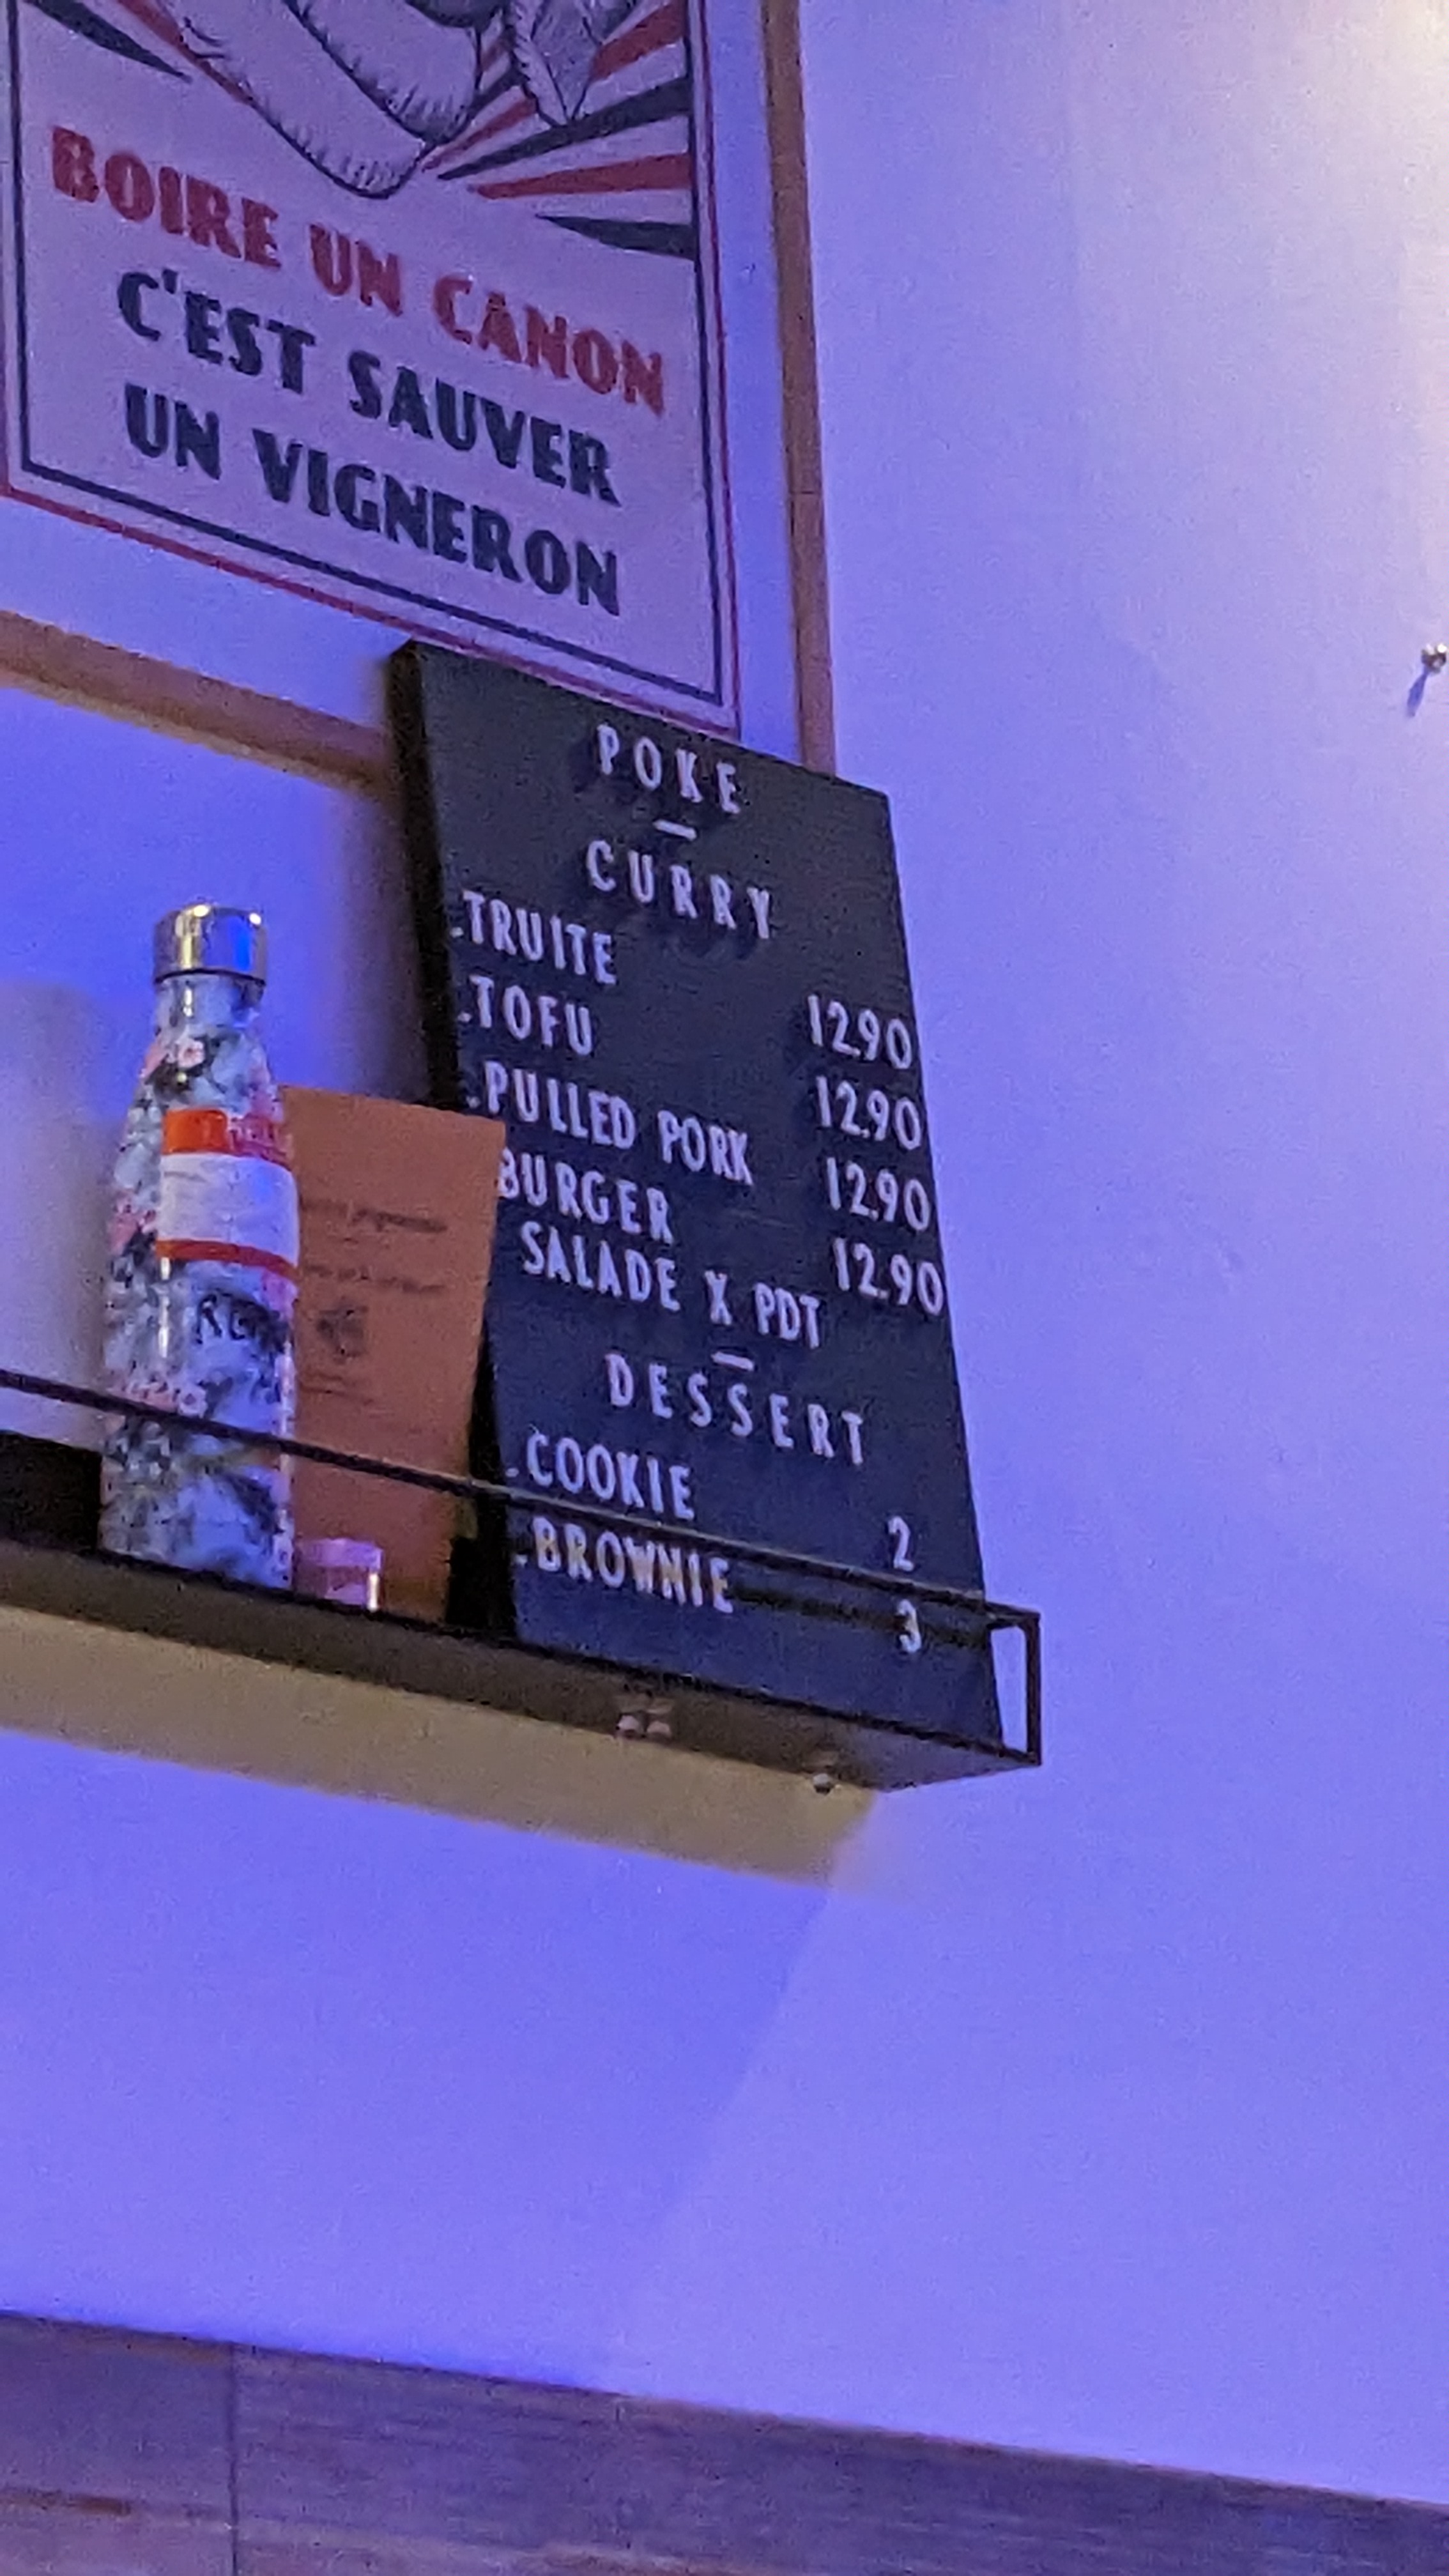 BOIRE UN CANON
C'EST SAUVER
UN VIGNERON
POKE
–
CURRY
.TRUITE 12.90
.TOFU 12.90
.PULLED PORK 12.90
BURGER 12.90
SALADE X PDT
–
DESSERT
.COOKIE 2
.BROWNIE 3